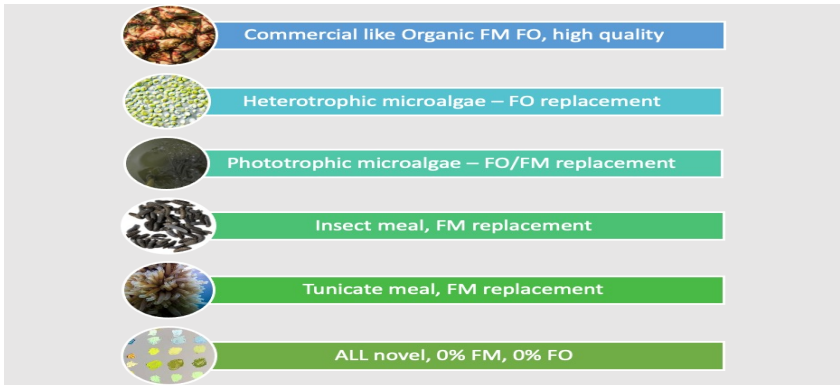 Commercial like Organic FM FO, high quality
Heterotrophic microalgae – FO replacement
Phototrophic microalgae – FO/FM replacement
Insect meal, FM replacement
Tunicate meal, FM replacement
ALL novel, 0% FM, 0% FO